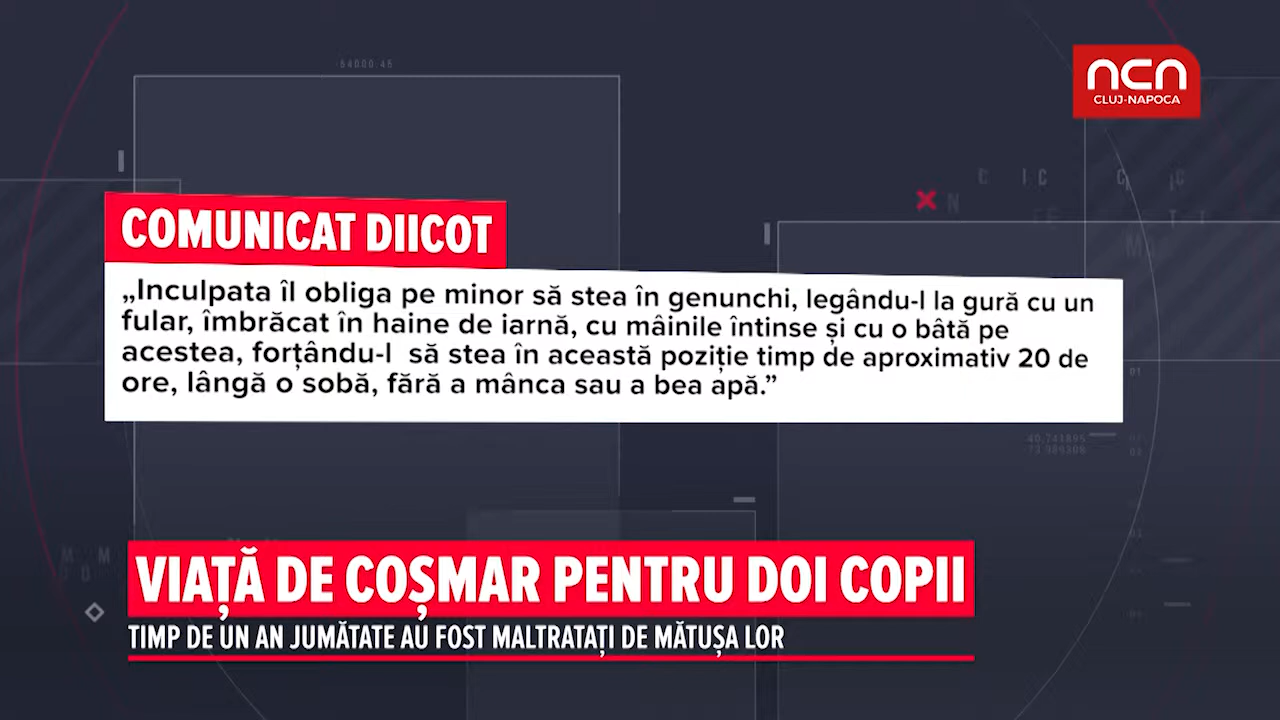 54000.45
ncn
CLUJ-NAPOCA
COMUNICAT DIICOT
„Inculpata îl obliga pe minor să stea în genunchi, legându-l la gură cu un
fular, îmbrăcat în haine de iarnă, cu mâinile întinse și cu o bâtă pe
acestea, forțându-l să stea în această poziție timp de aproximativ 20 de
ore, lângă o sobă, fără a mânca sau a bea apă.”
VIAȚĂ DE COȘMAR PENTRU DOI COPII
TIMP DE UN AN JUMĂTATE AU FOST MALTRATAȚI DE MĂTUȘA LOR